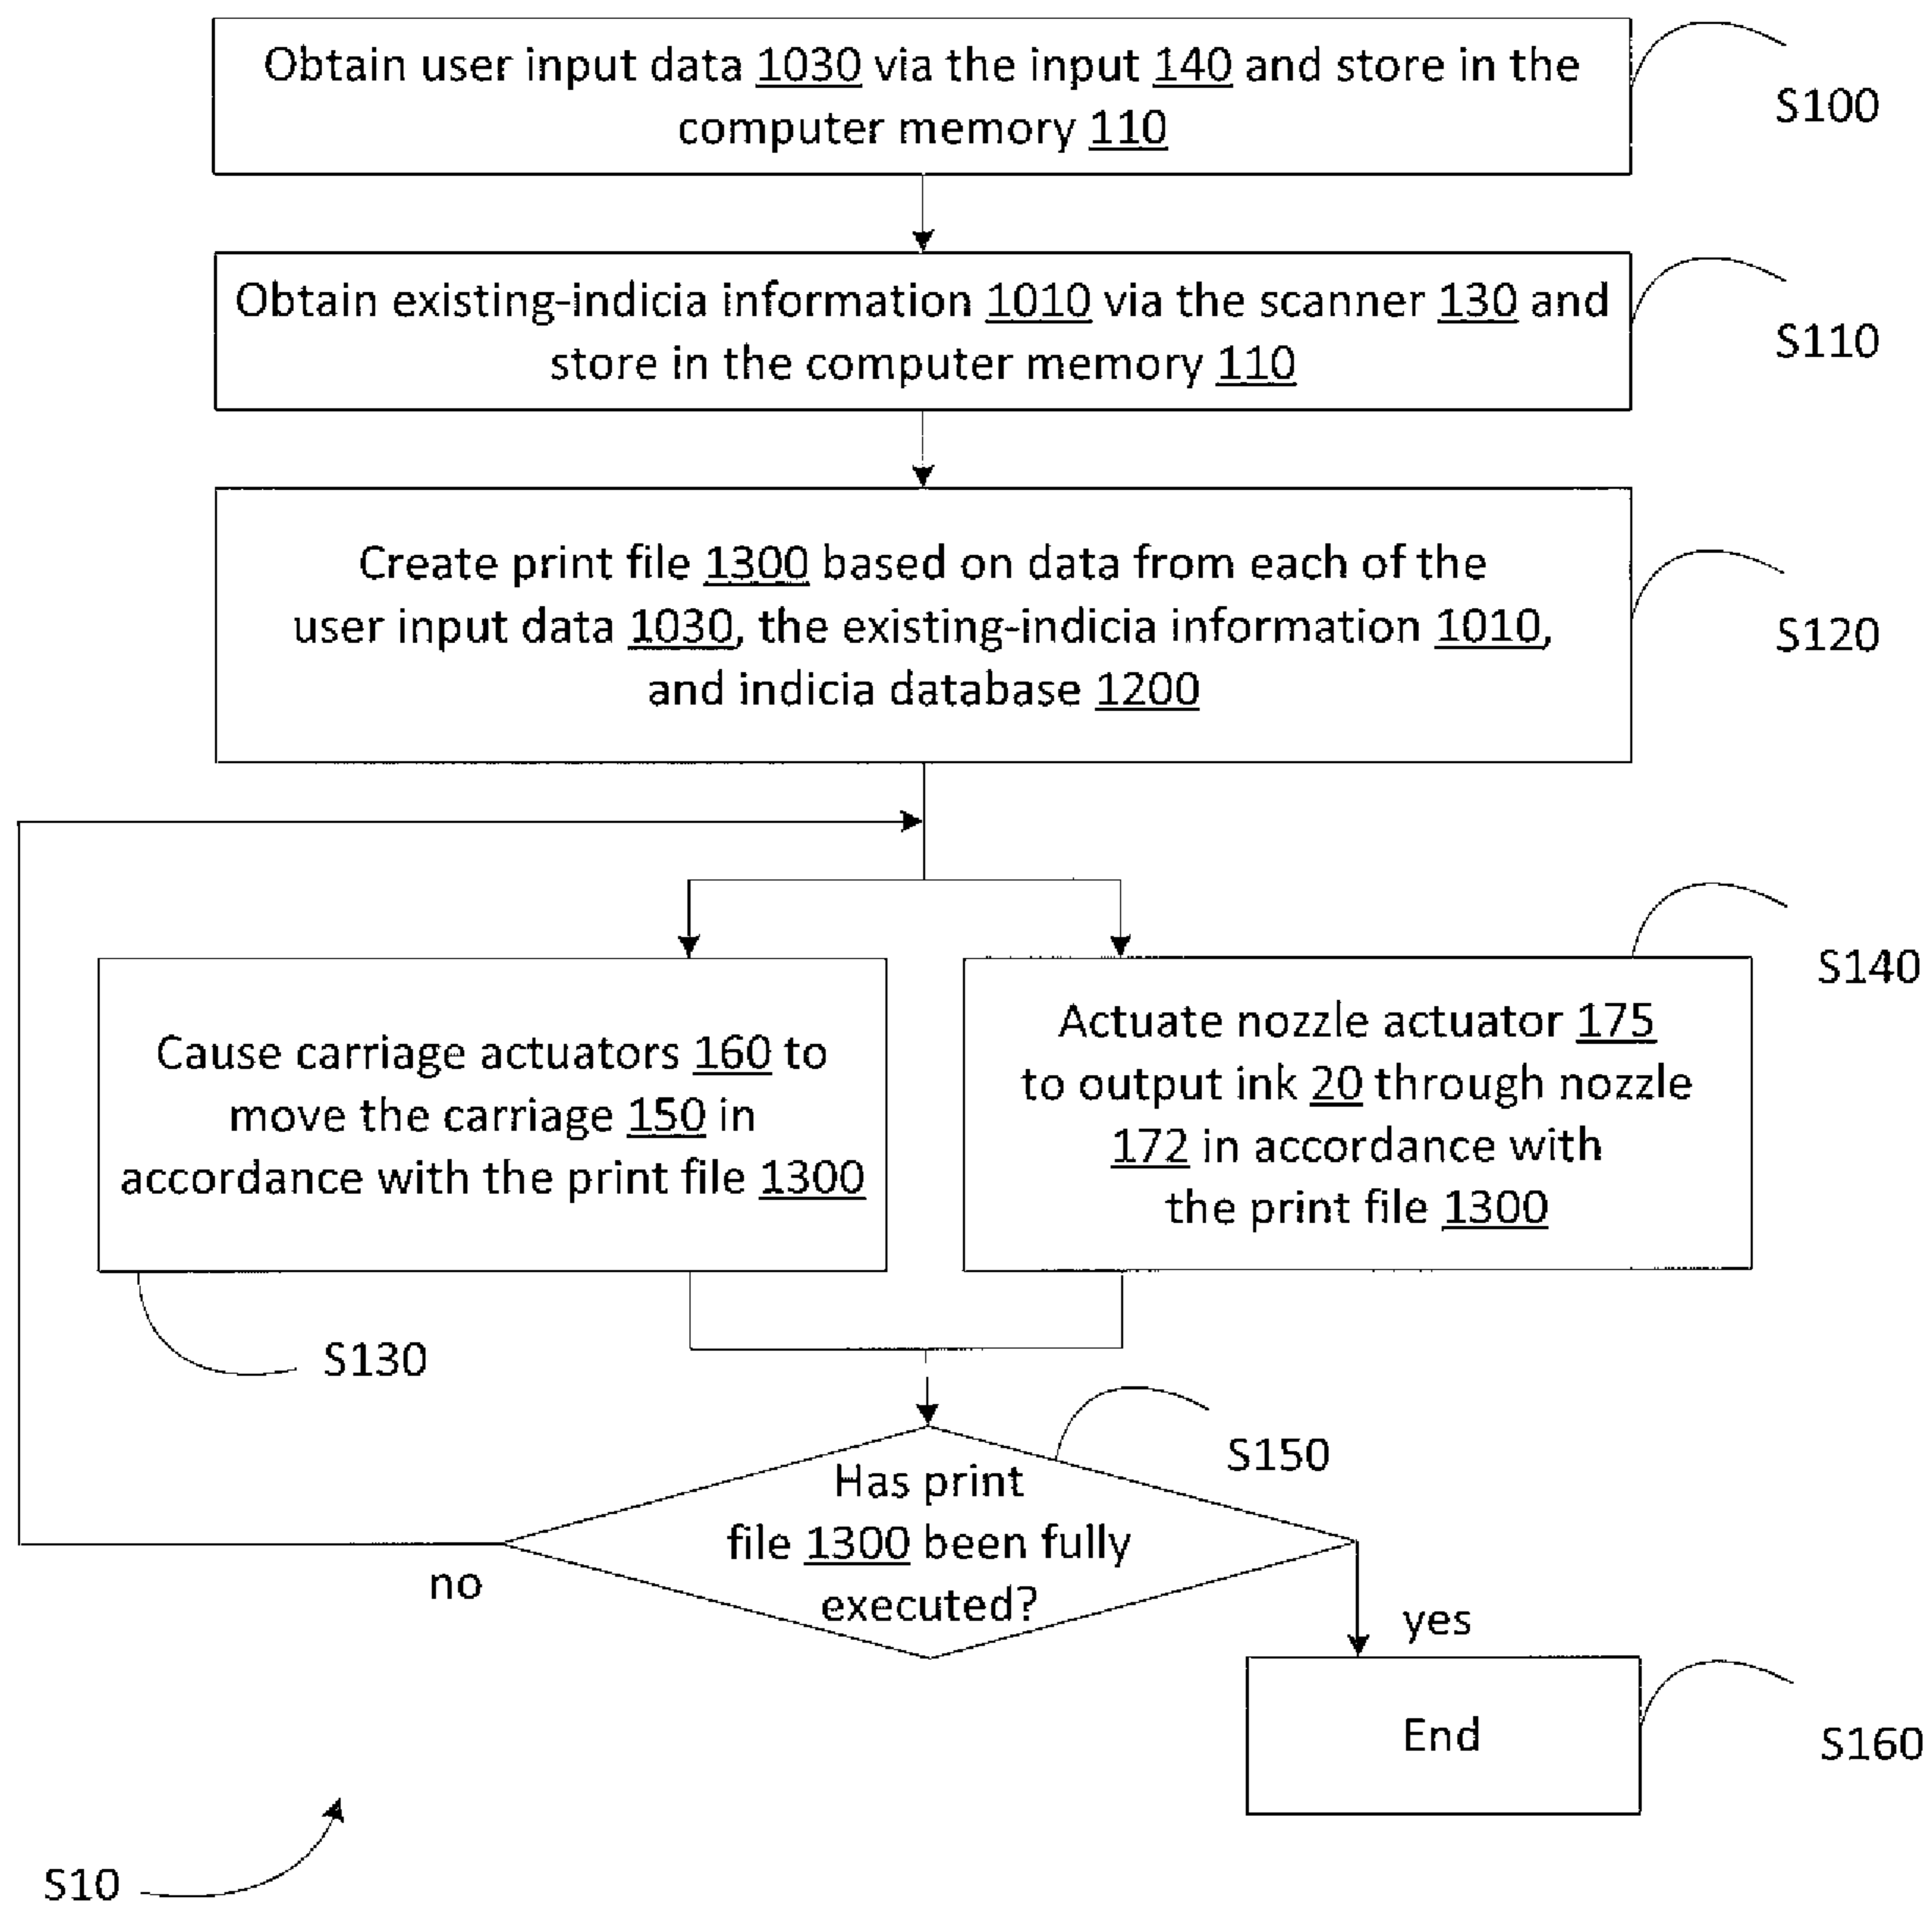 Obtain user input data 1030 via the input 140 and store in the
computer memory 110
S100
Obtain existing-indicia information 1010 via the scanner 130 and
store in the computer memory 110
S110
Create print file 1300 based on data from each of the
user input data 1030, the existing-indicia information 1010,
and indicia database 1200
S120
Cause carriage actuators 160 to
move the carriage 150 in
accordance with the print file 1300
S130
Actuate nozzle actuator 175
to output ink 20 through nozzle
172 in accordance with
the print file 1300
S140
Has print
file 1300 been fully
executed?
S150
no
yes
End
S160
S10